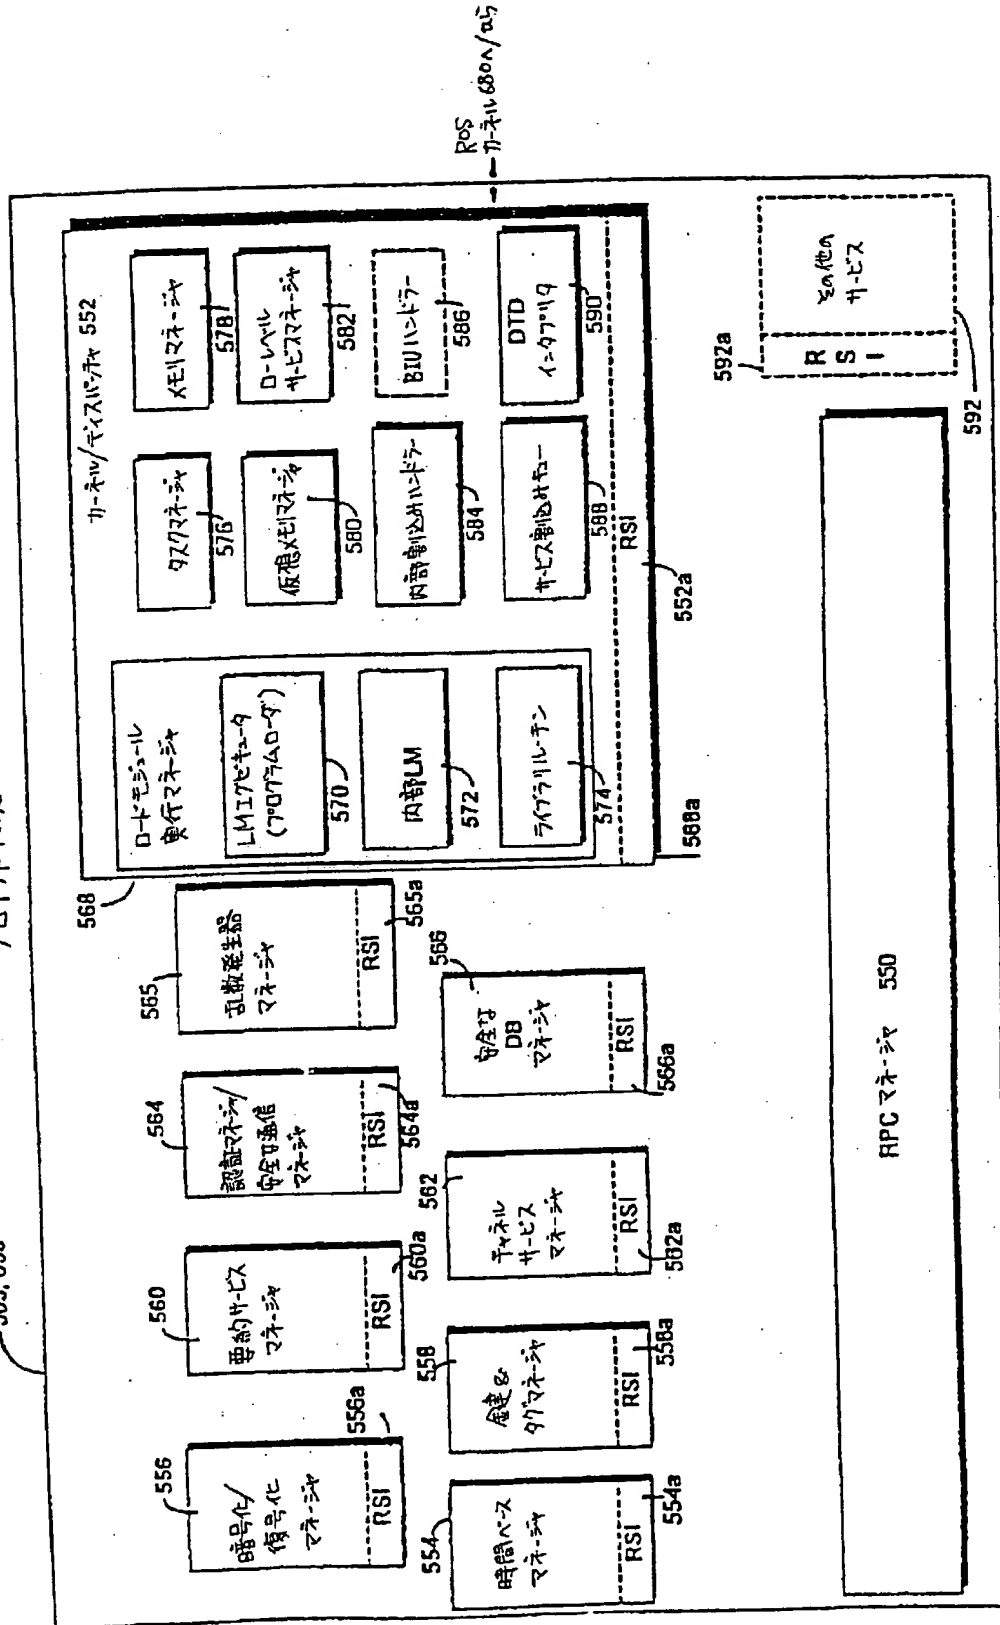 503, 650
556
暗号化/
復号化
マネージャ
RSI
556a
560
要約サービス
マネージャ
RSI
560a
564
認証マネージャ/
安全な通信
マネージャ
RSI
564a
565
乱数発生器
マネージャ
RSI
565a
554
時間ベース
マネージャ
RSI
554a
558
鍵&
タグマネージャ
RSI
558a
562
チャネル
サービス
マネージャ
RSI
562a
566
安全な
DB
マネージャ
RSI
566a
カーネル/ディスパッチャ 552
568
ロードモジュール
実行マネージャ
LMエグゼキュータ
(プログラムローダ)
570
内部LM
572
ライブラリルーチン
574
タスクマネージャ
576
メモリマネージャ
578
仮想メモリマネージャ
580
ローレベル
サービスマネージャ
582
内部割込みハンドラー
584
BIUハンドラー
586
サービス割込みキュー
588
DTD
インタプリタ
590
RSI
588a
552a
ROS
カーネル680へ/から
RPC マネージャ 550
592a
RSI
その他の
サービス
592